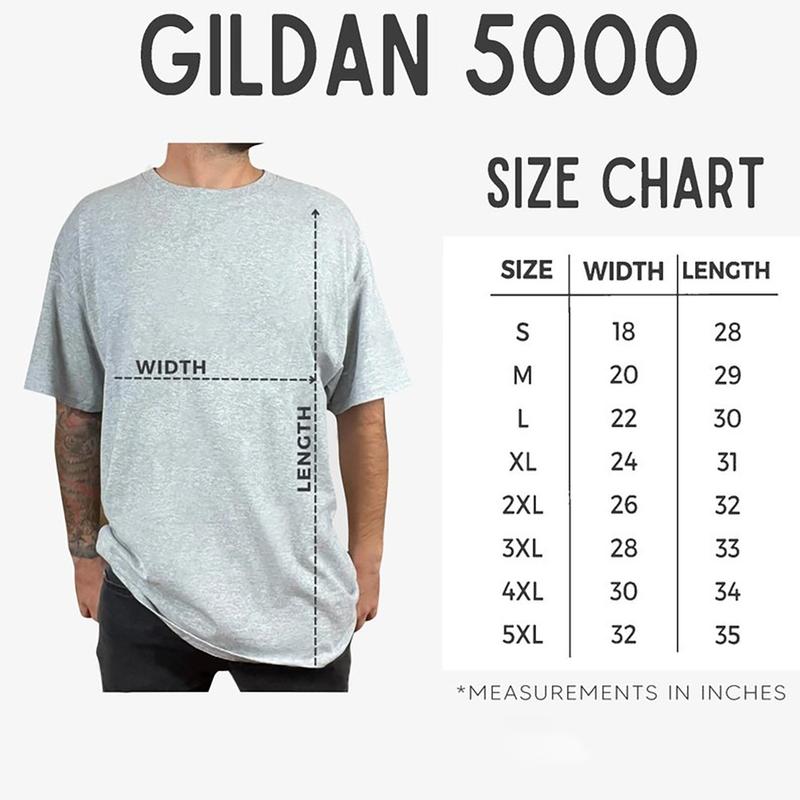 GILDAN 5000
SIZE CHART
WIDTH
LENGTH
SIZE WIDTH LENGTH
S 18 28
M 20 29
L 22 30
XL 24 31
2XL 26 32
3XL 28 33
4XL 30 34
5XL 32 35
*MEASUREMENTS IN INCHES